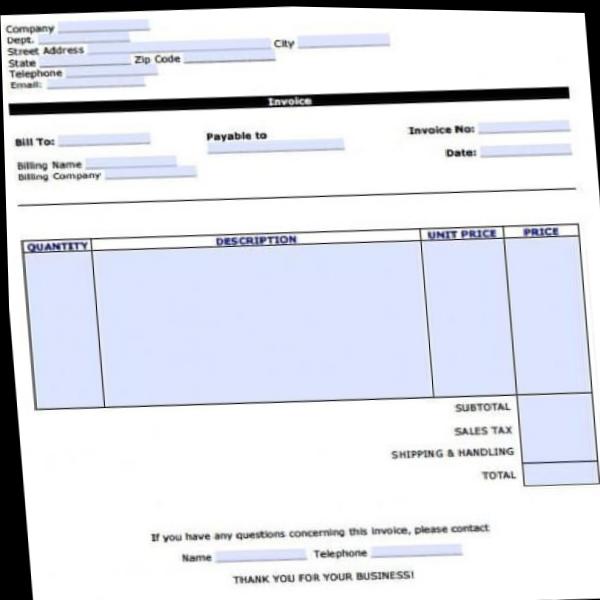 Company
Dept.
Street Address City
State Zip Code
Telephone
Email:
Invoice
Bill To: Payable to Invoice No:
Date:
Billing Name
Billing Company
QUANTITY DESCRIPTION UNIT PRICE PRICE
SUBTOTAL
SALES TAX
SHIPPING & HANDLING
TOTAL
If you have any questions concerning this invoice, please contact
Name Telephone
THANK YOU FOR YOUR BUSINESS!